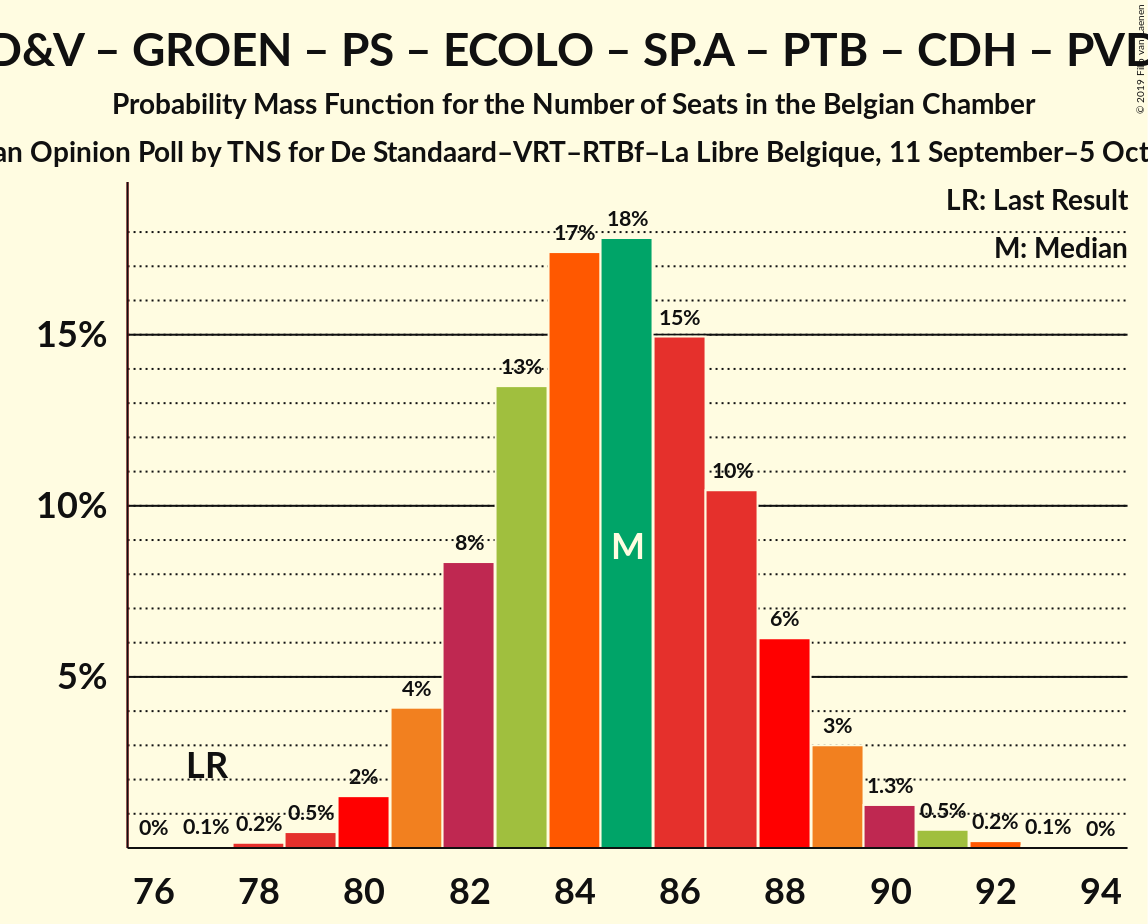 D&V – GROEN – PS – ECOLO – SP.A – PTB – CDH – PVD
Probability Mass Function for the Number of Seats in the Belgian Chamber
an Opinion Poll by TNS for De Standaard–VRT–RTBf–La Libre Belgique, 11 September–5 Oct
© 2019 Filip van Laenen
LR: Last Result
M: Median
18%
17%
15%
15%
13%
10%
10%
M
8%
6%
5%
4%
3%
LR
2%
1.3%
0% 0.1% 0.2% 0.5% 0.5% 0.2% 0.1% 0%
76 78 80 82 84 86 88 90 92 94